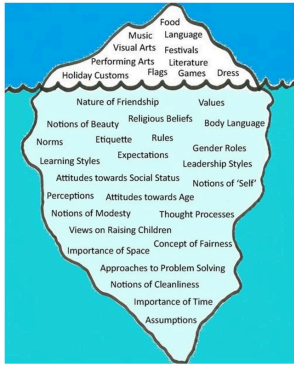 Food
Music Language
Visual Arts Festivals
Performing Arts Literature
Holiday Customs Flags Games Dress
Nature of Friendship Values
Notions of Beauty Religious Beliefs Body Language
Norms Etiquette Rules
Expectations Gender Roles
Learning Styles Leadership Styles
Attitudes towards Social Status Notions of 'Self'
Perceptions Attitudes towards Age
Notions of Modesty Thought Processes
Views on Raising Children
Importance of Space Concept of Fairness
Approaches to Problem Solving
Notions of Cleanliness
Importance of Time
Assumptions